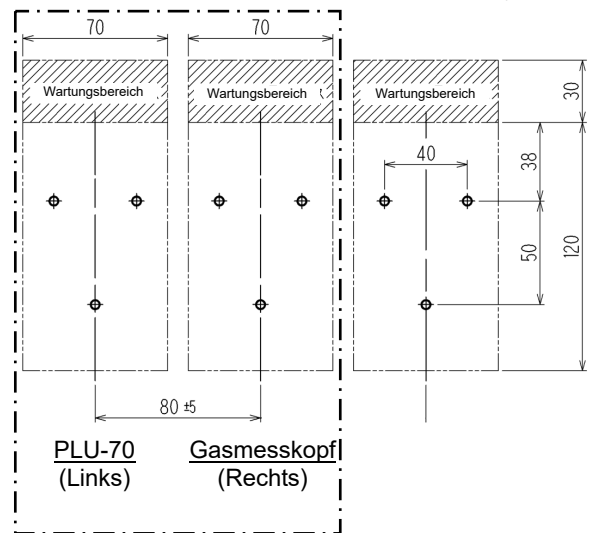 70 70
Wartungsbereich Wartungsbereich Wartungsbereich
30
40
38
50
120
80 ±5
PLU-70 Gasmesskopf
(Links) (Rechts)